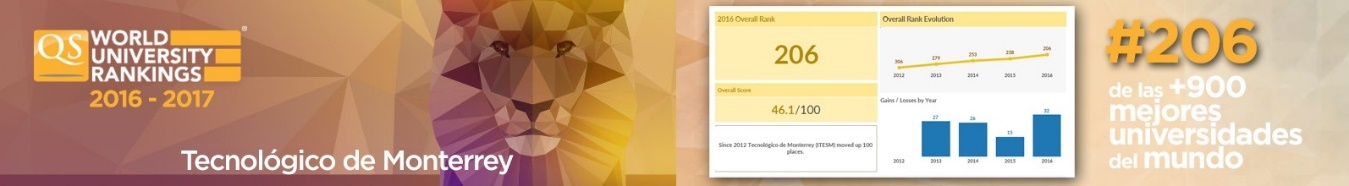 QS WORLD
UNIVERSITY
RANKINGS
®
2016 - 2017
Tecnológico de Monterrey
2016 Overall Rank
206
Overall Score
46.1/100
Since 2012 Tecnológico de Monterrey (ITESM) moved up 100
places.
Overall Rank Evolution
306 279 253 238 206
2012 2013 2014 2015 2016
Gains / Losses by Year
27 26 15 32
2012 2013 2014 2015 2016
#206
de las +900
mejores
universidades
del mundo